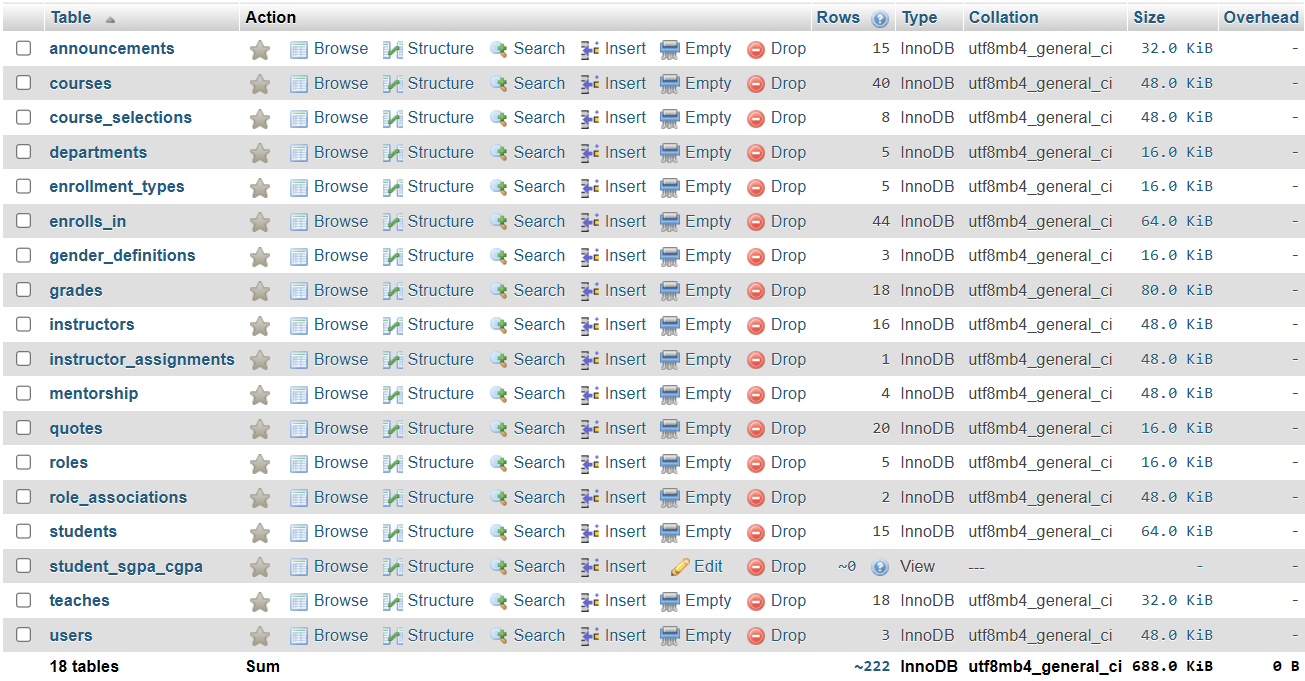 Table Action Rows Type Collation Size Overhead
announcements Browse Structure Search Insert Empty Drop 15 InnoDB utf8mb4_general_ci 32.0 KiB -
courses Browse Structure Search Insert Empty Drop 40 InnoDB utf8mb4_general_ci 48.0 KiB -
course_selections Browse Structure Search Insert Empty Drop 8 InnoDB utf8mb4_general_ci 48.0 KiB -
departments Browse Structure Search Insert Empty Drop 5 InnoDB utf8mb4_general_ci 16.0 KiB -
enrollment_types Browse Structure Search Insert Empty Drop 5 InnoDB utf8mb4_general_ci 16.0 KiB -
enrolls_in Browse Structure Search Insert Empty Drop 44 InnoDB utf8mb4_general_ci 64.0 KiB -
gender_definitions Browse Structure Search Insert Empty Drop 3 InnoDB utf8mb4_general_ci 16.0 KiB -
grades Browse Structure Search Insert Empty Drop 18 InnoDB utf8mb4_general_ci 80.0 KiB -
instructors Browse Structure Search Insert Empty Drop 16 InnoDB utf8mb4_general_ci 48.0 KiB -
instructor_assignments Browse Structure Search Insert Empty Drop 1 InnoDB utf8mb4_general_ci 48.0 KiB -
mentorship Browse Structure Search Insert Empty Drop 4 InnoDB utf8mb4_general_ci 48.0 KiB -
quotes Browse Structure Search Insert Empty Drop 20 InnoDB utf8mb4_general_ci 16.0 KiB -
roles Browse Structure Search Insert Empty Drop 5 InnoDB utf8mb4_general_ci 16.0 KiB -
role_associations Browse Structure Search Insert Empty Drop 2 InnoDB utf8mb4_general_ci 48.0 KiB -
students Browse Structure Search Insert Empty Drop 15 InnoDB utf8mb4_general_ci 64.0 KiB -
student_sgpa_cgpa Browse Structure Search Insert Edit Drop ~0 View --- - -
teaches Browse Structure Search Insert Empty Drop 18 InnoDB utf8mb4_general_ci 32.0 KiB -
users Browse Structure Search Insert Empty Drop 3 InnoDB utf8mb4_general_ci 48.0 KiB -
18 tables Sum ~222 InnoDB utf8mb4_general_ci 688.0 KiB 0 B